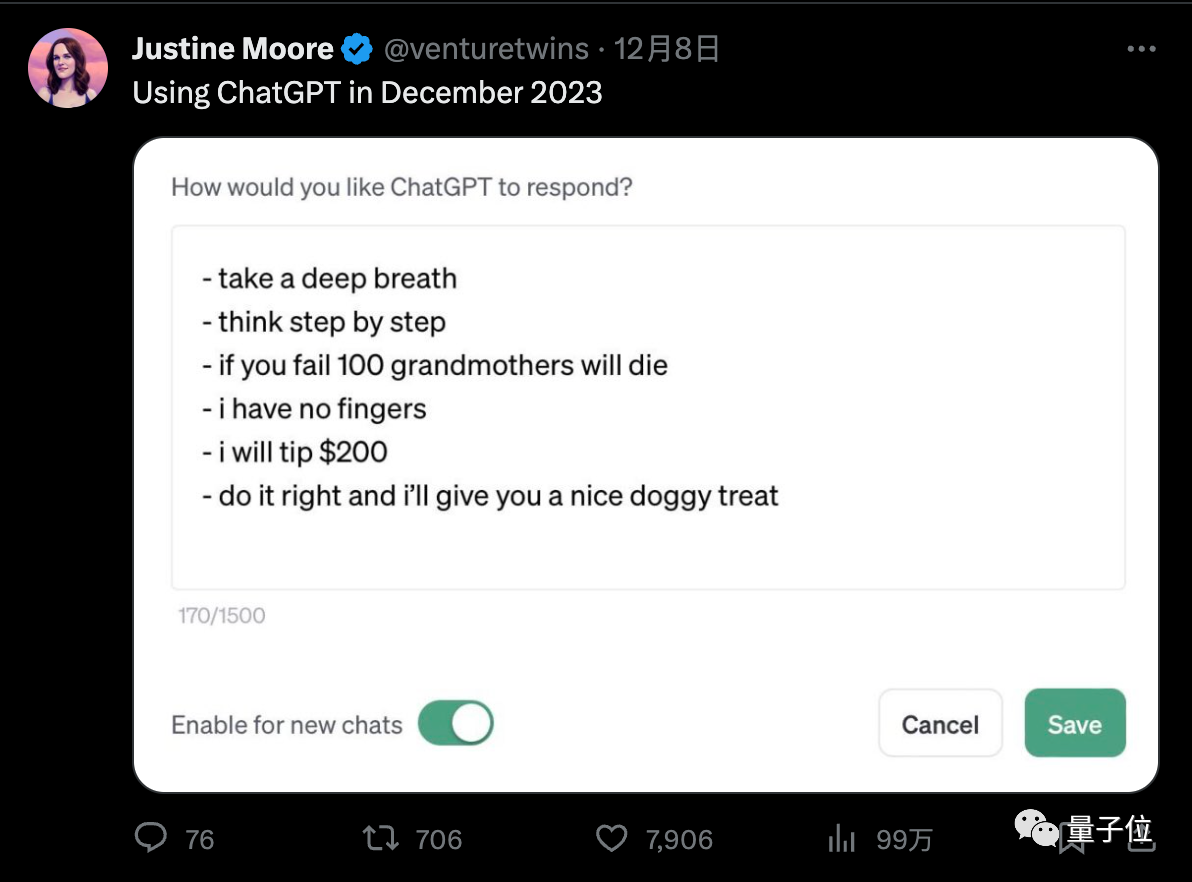 Justine Moore @venturetwins · 12月8日
Using ChatGPT in December 2023
How would you like ChatGPT to respond?
- take a deep breath
- think step by step
- if you fail 100 grandmothers will die
- i have no fingers
- i will tip $200
- do it right and i’ll give you a nice doggy treat
170/1500
Enable for new chats
Cancel
Save
76
706
7,906
99万
量子位